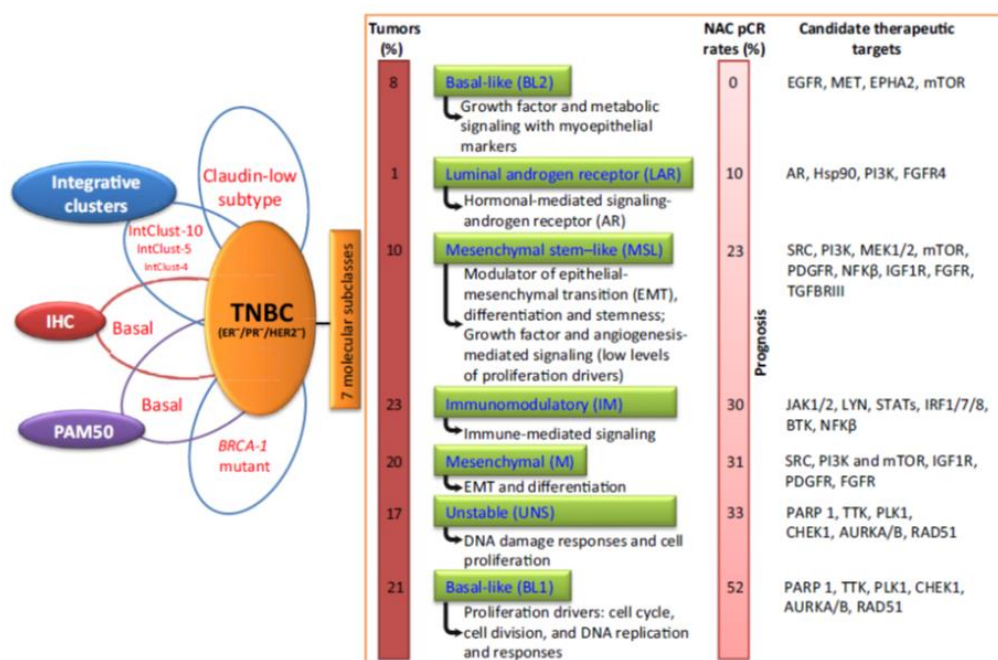 Tumors
(%)
NAC pCR
rates (%)
Candidate therapeutic
targets
8
Basal-like (BL2)
Growth factor and metabolic
signaling with myoepithelial
markers
0
EGFR, MET, EPHA2, mTOR
1
Luminal androgen receptor (LAR)
Hormonal-mediated signaling-
androgen receptor (AR)
10
AR, Hsp90, PI3K, FGFR4
10
Mesenchymal stem–like (MSL)
Modulator of epithelial-
mesenchymal transition (EMT),
differentiation and stemness;
Growth factor and angiogenesis-
mediated signaling (low levels
of proliferation drivers)
23
SRC, PI3K, MEK1/2, mTOR,
PDGFR, NFKβ, IGF1R, FGFR,
TGFBRIII
Prognosis
23
Immunomodulatory (IM)
Immune-mediated signaling
30
JAK1/2, LYN, STATs, IRF1/7/8,
BTK, NFKβ
20
Mesenchymal (M)
EMT and differentiation
31
SRC, PI3K and mTOR, IGF1R,
PDGFR, FGFR
17
Unstable (UNS)
DNA damage responses and cell
proliferation
33
PARP 1, TTK, PLK1,
CHEK1, AURKA/B, RAD51
21
Basal-like (BL1)
Proliferation drivers: cell cycle,
cell division, and DNA replication
and responses
52
PARP 1, TTK, PLK1, CHEK1,
AURKA/B, RAD51
Integrative
clusters
Claudin-low
subtype
IntClust-10
IntClust-5
IntClust-4
IHC
Basal
TNBC
(ER⁻/PR⁻/HER2⁻)
7 molecular subclasses
PAM50
Basal
BRCA-1
mutant